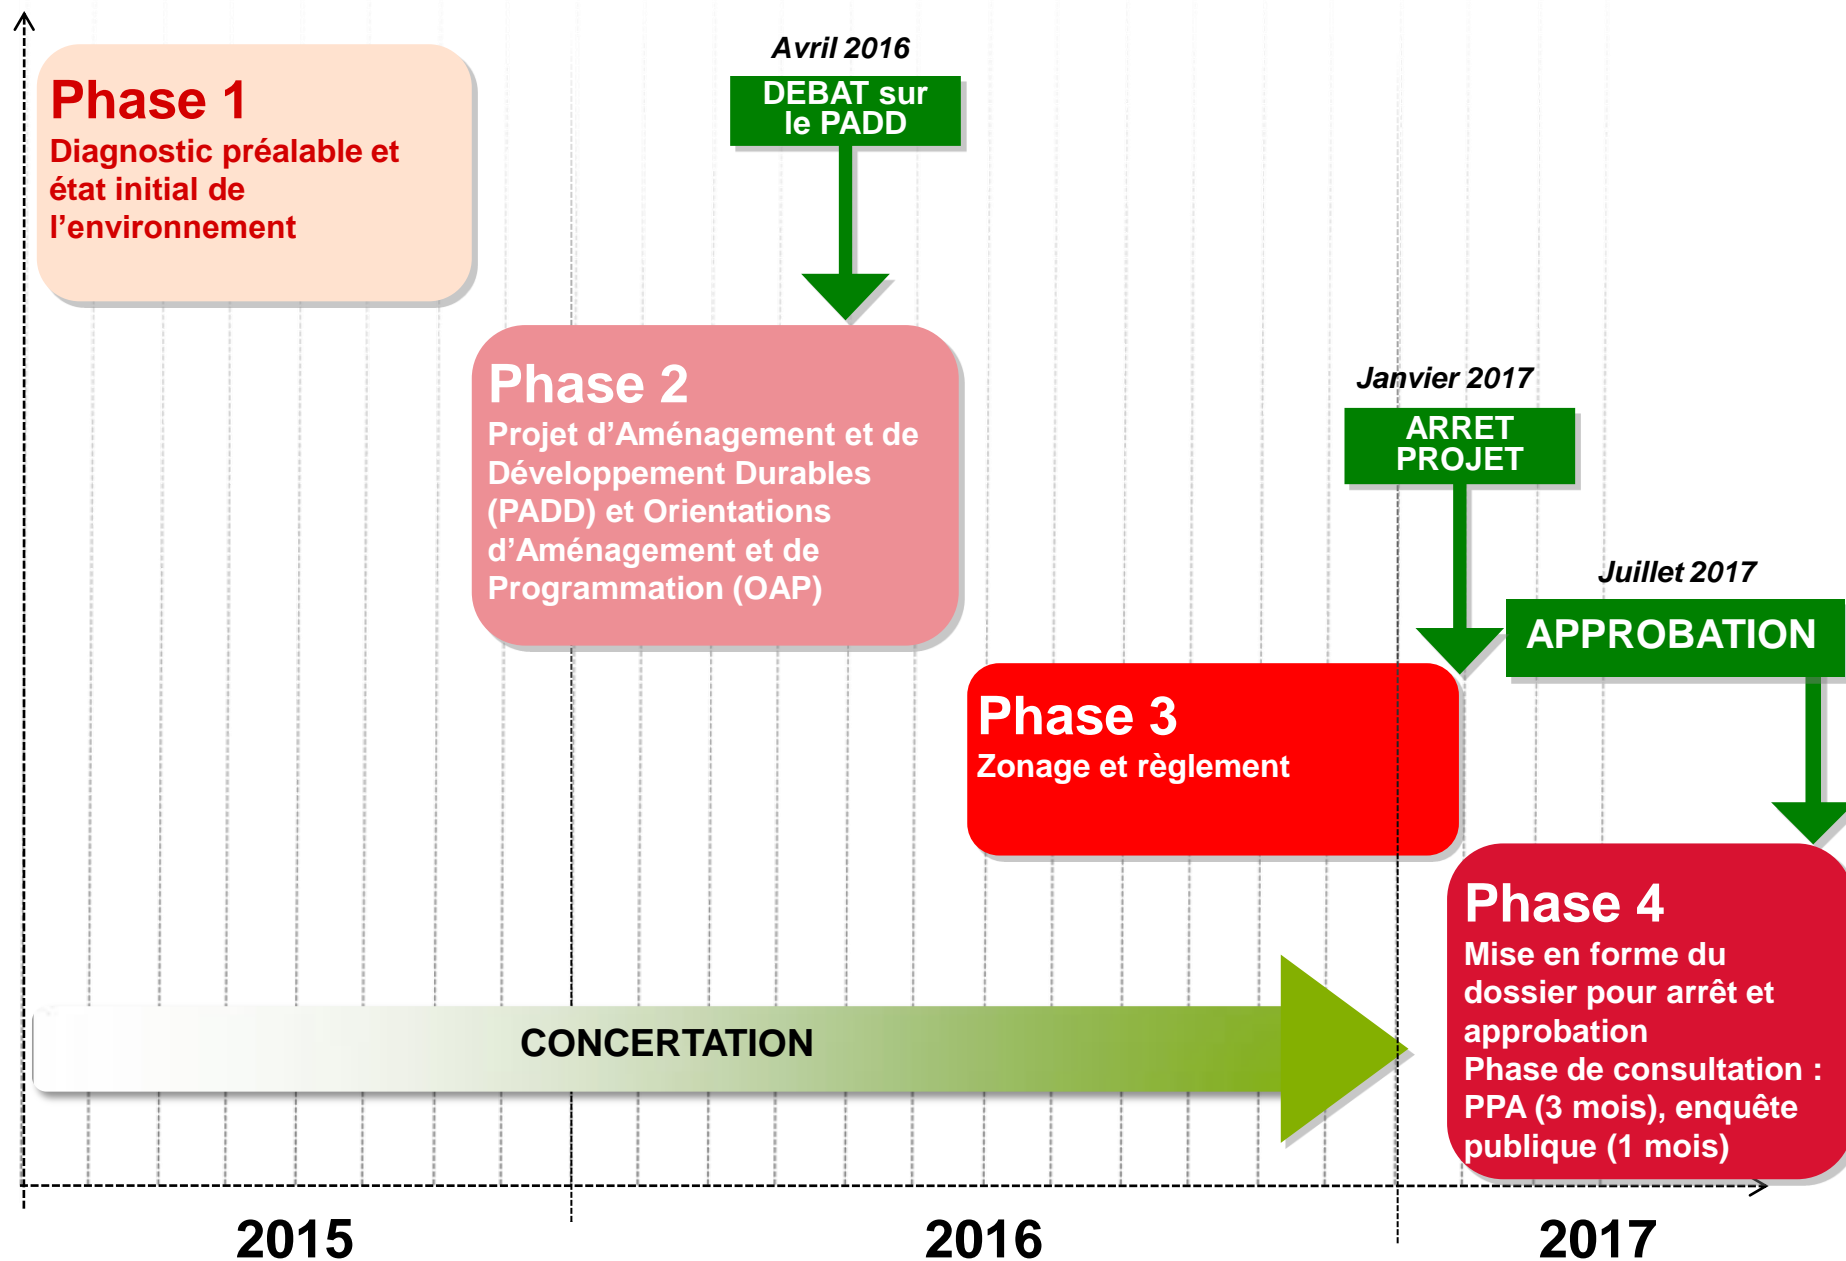 Phase 1
Diagnostic préalable et
état initial de
l’environnement
Avril 2016
DEBAT sur
le PADD
Phase 2
Projet d’Aménagement et de
Développement Durables
(PADD) et Orientations
d’Aménagement et de
Programmation (OAP)
Janvier 2017
ARRET
PROJET
Juillet 2017
APPROBATION
Phase 3
Zonage et règlement
Phase 4
Mise en forme du
dossier pour arrêt et
approbation
Phase de consultation :
PPA (3 mois), enquête
publique (1 mois)
CONCERTATION
2015
2016
2017